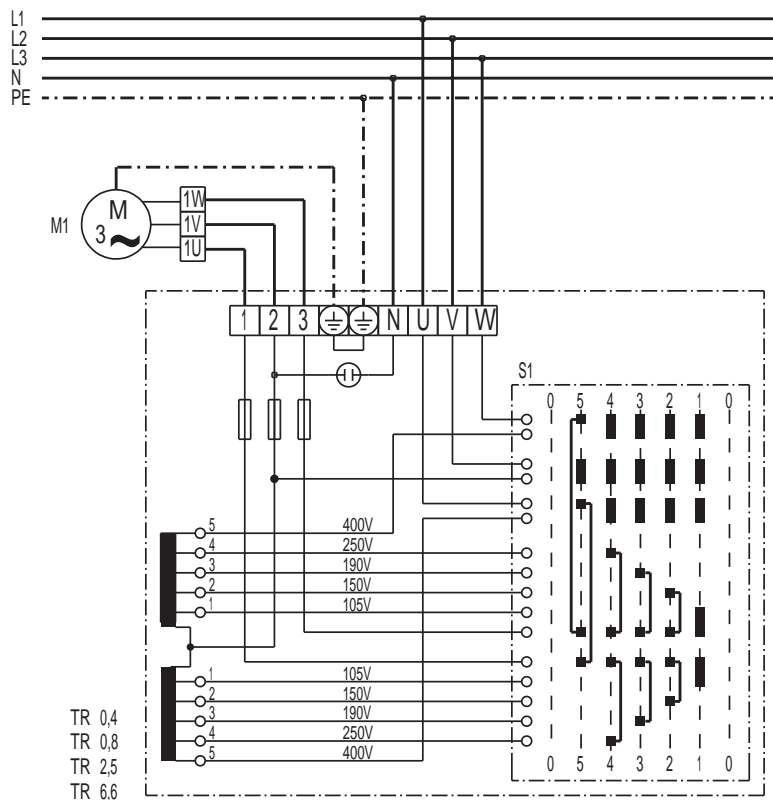 L1
L2
L3
N
PE
M1
M
3
1W
1V
1U
1 2 3 N U V W
S1
0 5 4 3 2 1 0
5 400V
4 250V
3 190V
2 150V
1 105V
1 105V
2 150V
3 190V
4 250V
5 400V
0 5 4 3 2 1 0
TR 0,4
TR 0,8
TR 2,5
TR 6.6